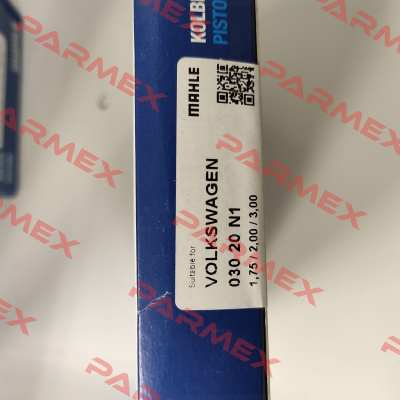 KOLBE
PISTO
MAHLE
Suitable for
VOLKSWAGEN
030 20 N1
1,75 / 2,00 / 3,00
PARMEX
PARMEX
PARMEX
PARMEX
PARMEX
PARMEX